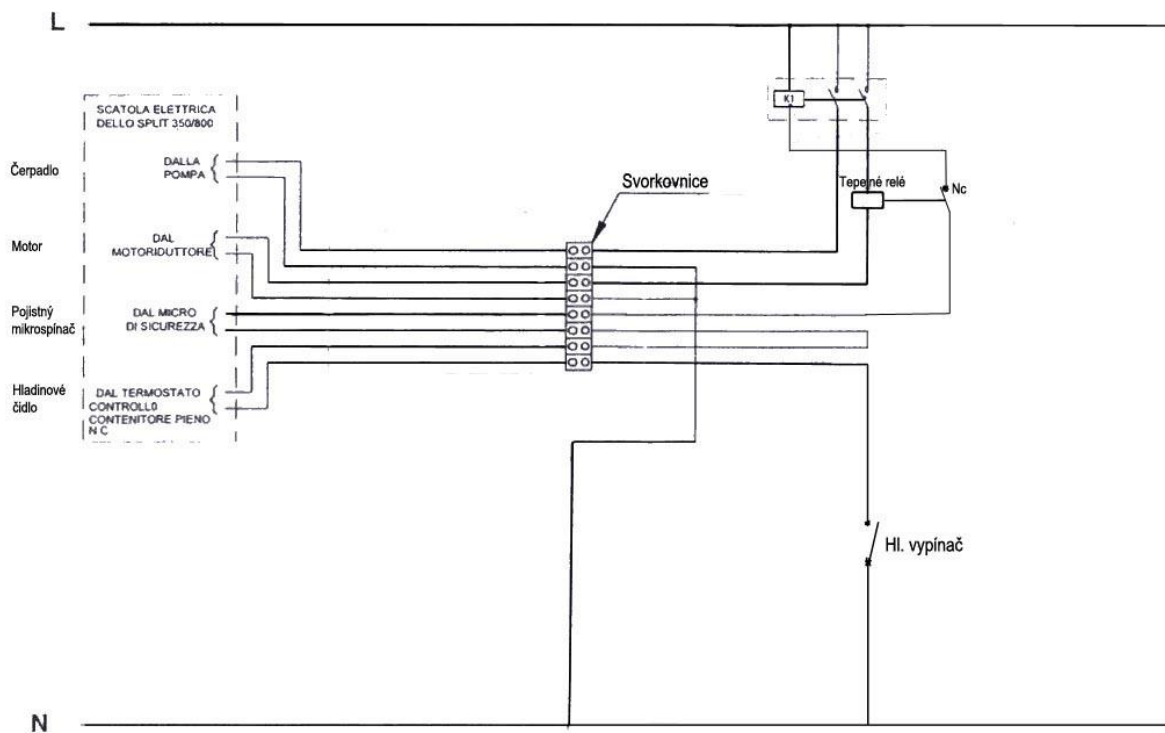 L
SCATOLA ELETTRICA
DELLO SPLIT 350/800
K1
Čerpadlo
DALLA
POMPA
Svorkovnice
Tepelné relé
Nc
Motor
DAL
MOTORIDUTTORE
Pojistný
mikrospínač
DAL MICRO
DI SICUREZZA
Hladinové
čidlo
DAL TERMOSTATO
CONTROLLO
CONTENITORE PIENO
N C
Hl. vypínač
N